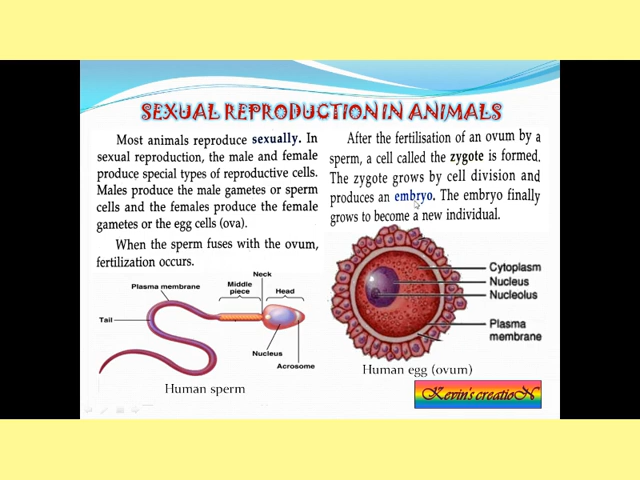 SEXUAL REPRODUCTION IN ANIMALS
Most animals reproduce sexually. In
sexual reproduction, the male and female
produce special types of reproductive cells.
Males produce the male gametes or sperm
cells and the females produce the female
gametes or the egg cells (ova).
When the sperm fuses with the ovum,
fertilization occurs.
After the fertilisation of an ovum by a
sperm, a cell called the zygote is formed.
The zygote grows by cell division and
produces an embryo. The embryo finally
grows to become a new individual.
Neck
Plasma membrane
Middle
piece
Head
Tail
Nucleus
Acrosome
Human sperm
Cytoplasm
Nucleus
Nucleolus
Plasma
membrane
Human egg (ovum)
Kevin's creatioN